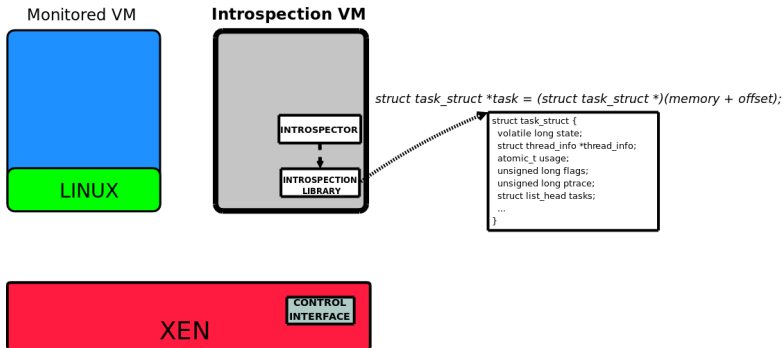 Monitored VM
Introspection VM
struct task_struct *task = (struct task_struct *)(memory + offset);
INTROSPECTOR
INTROSPECTION
LIBRARY
LINUX
struct task_struct {
volatile long state;
struct thread_info *thread_info;
atomic_t usage;
unsigned long flags;
unsigned long ptrace;
struct list_head tasks;
...
}
CONTROL
INTERFACE
XEN